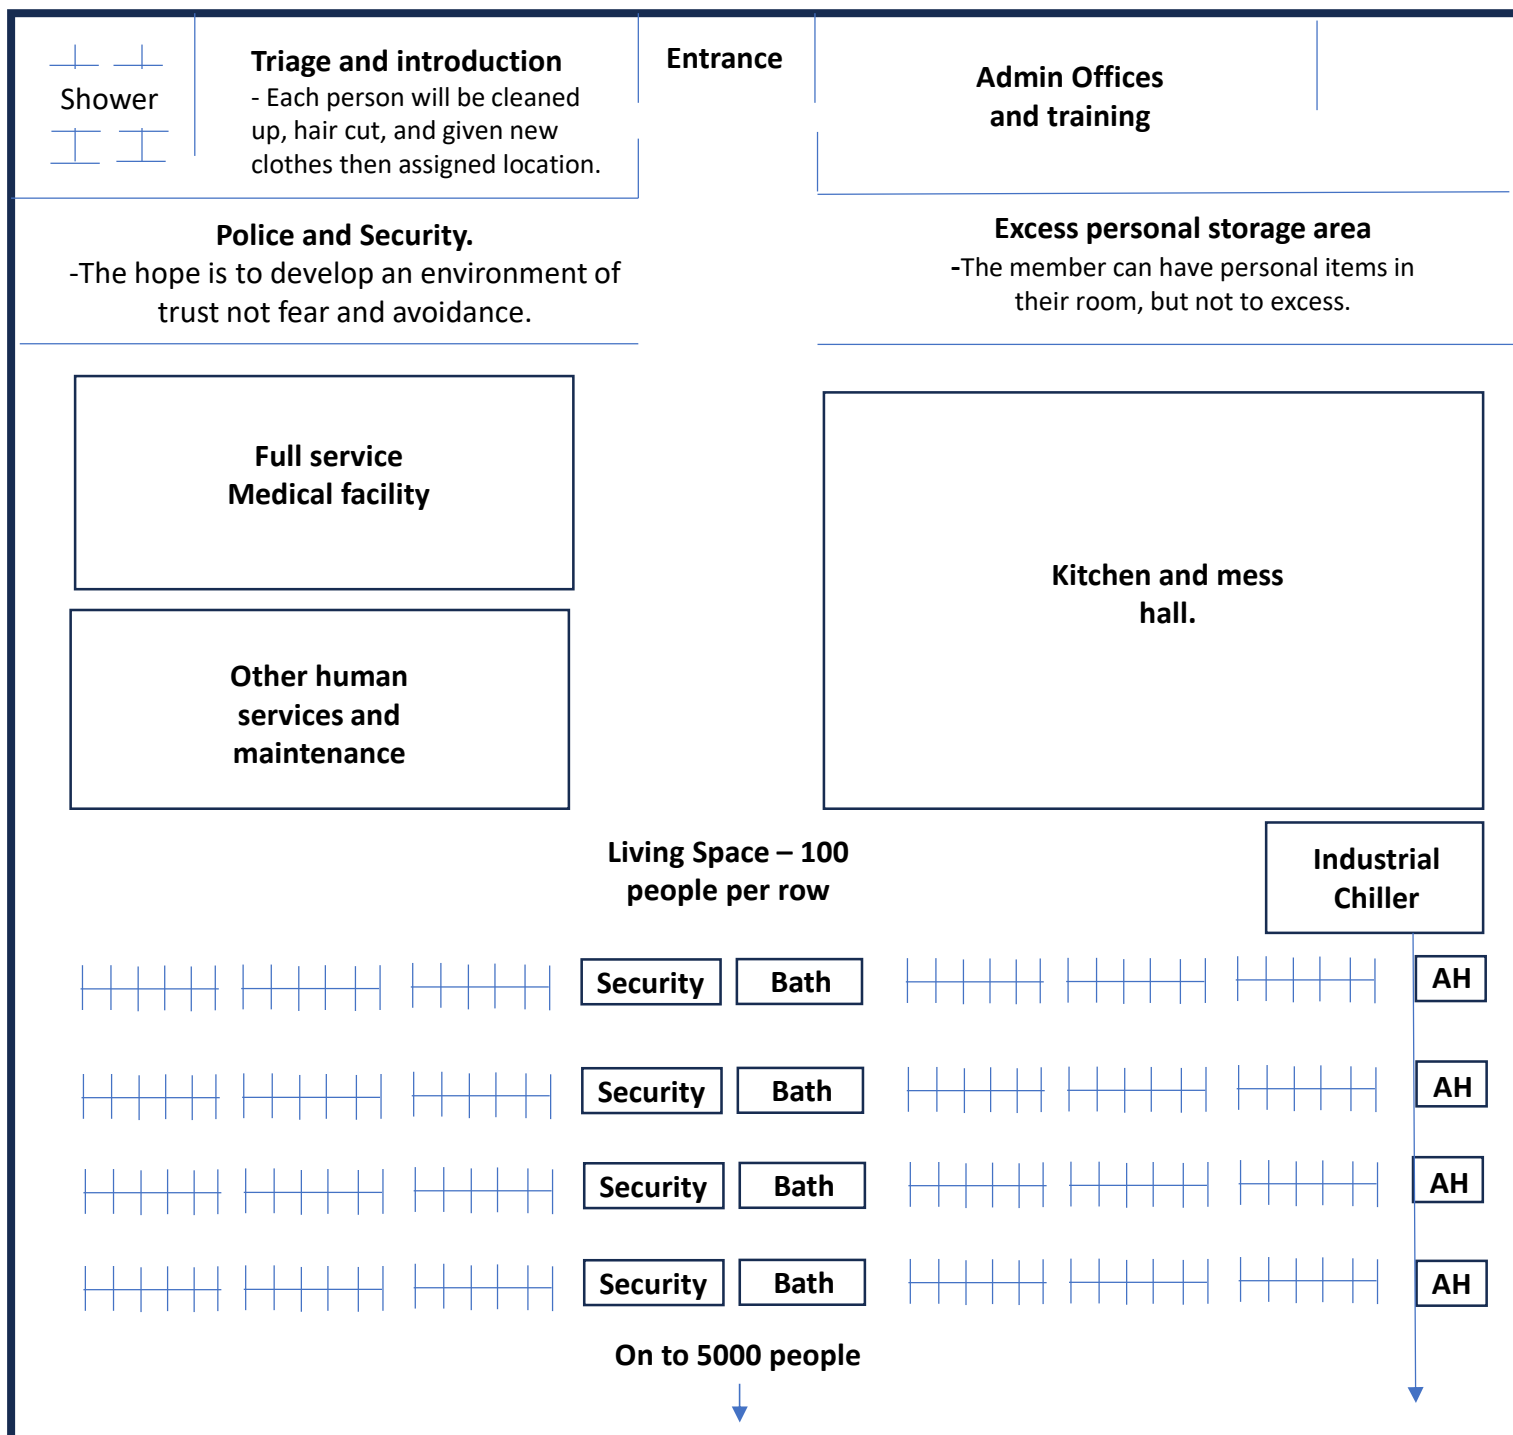 Shower
Triage and introduction
- Each person will be cleaned
up, hair cut, and given new
clothes then assigned location.
Entrance
Admin Offices
and training
Police and Security.
-The hope is to develop an environment of
trust not fear and avoidance.
Excess personal storage area
-The member can have personal items in
their room, but not to excess.
Full service
Medical facility
Kitchen and mess
hall.
Other human
services and
maintenance
Living Space – 100
people per row
Industrial
Chiller
Security
Bath
AH
Security
Bath
AH
Security
Bath
AH
Security
Bath
AH
On to 5000 people